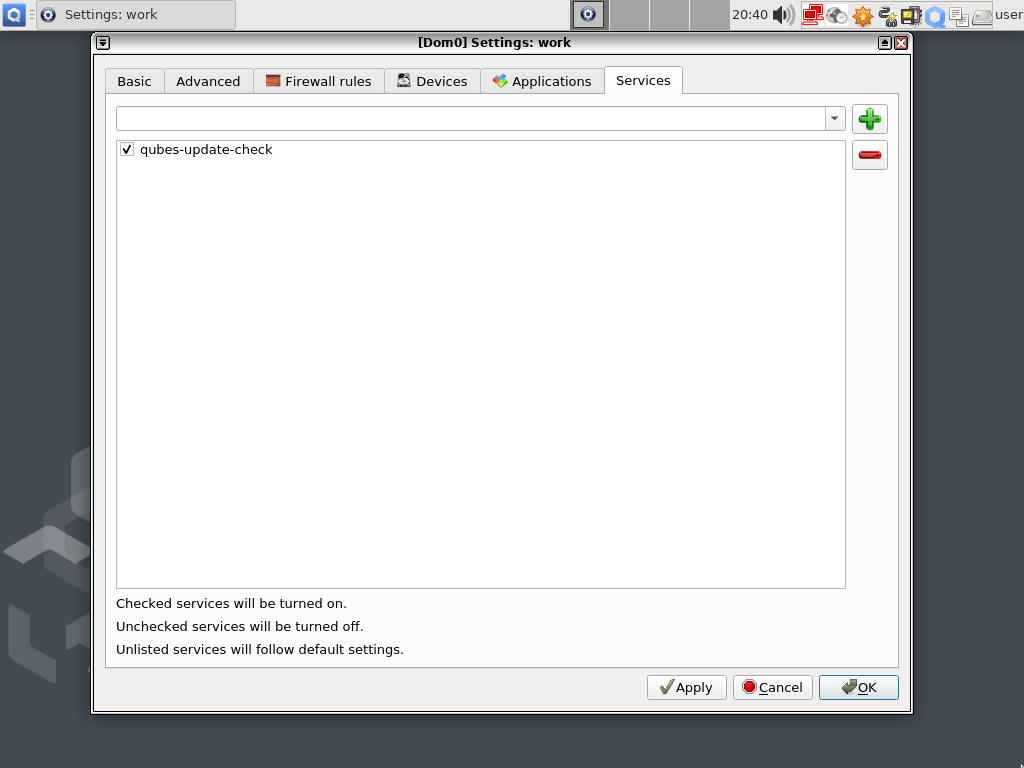 Settings: work
20:40
user
[Dom0] Settings: work
Basic
Advanced
Firewall rules
Devices
Applications
Services
qubes-update-check
Checked services will be turned on.
Unchecked services will be turned off.
Unlisted services will follow default settings.
Apply
Cancel
OK